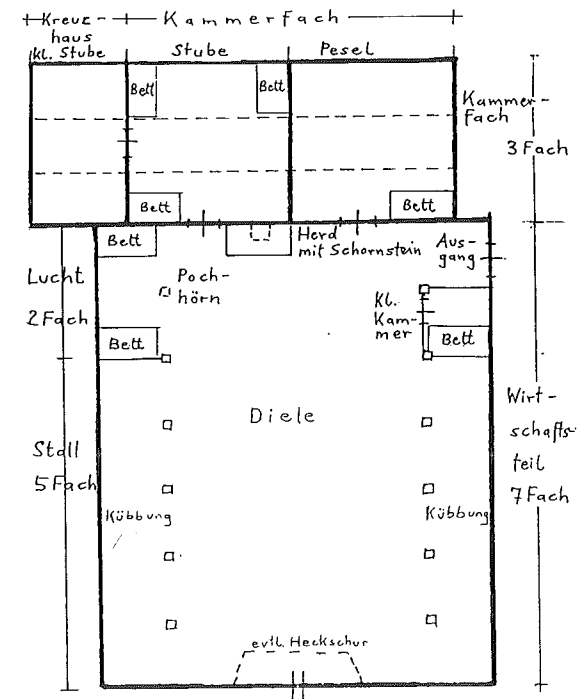 Kreuz- Kammerfach
haus
kl. Stube Stube Pesel
Bett Bett
Kammer-
fach
3 Fach
Bett Bett
Bett
Herd
mit Schornstein
Aus-
gang
Lucht
2 Fach
Poch-
hörn
Kl.
Kam-
mer
Bett Bett
Diele
Wirt-
schafts-
teil
7 Fach
Stall
5 Fach
Kübbung Kübbung
evtl. Heckschur